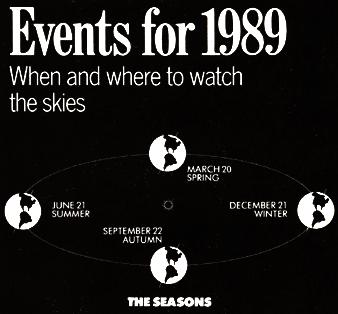 Events for 1989
When and where to watch
the skies
MARCH 20
SPRING
JUNE 21
SUMMER
DECEMBER 21
WINTER
SEPTEMBER 22
AUTUMN
THE SEASONS